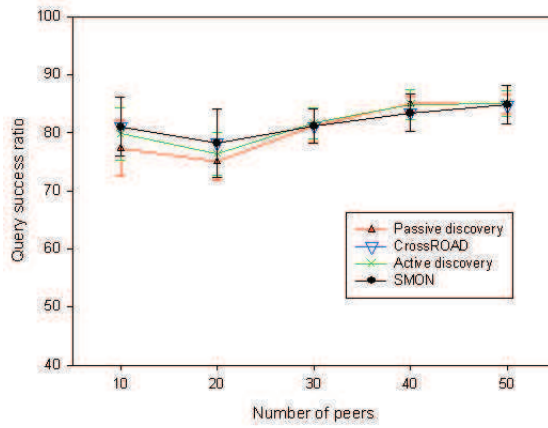 100
90
80
70
60
50
40
Query success ratio
Passive discovery
CrossROAD
Active discovery
SMON
10 20 30 40 50
Number of peers